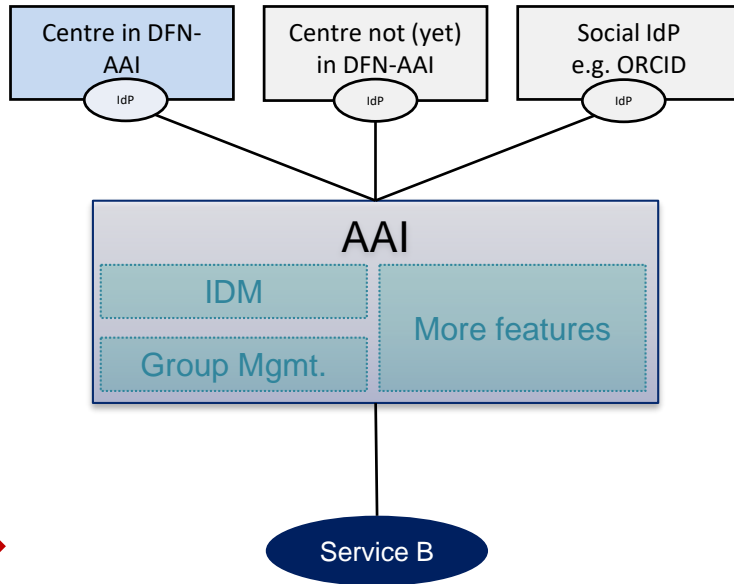 Centre in DFN-
AAI
IdP
Centre not (yet)
in DFN-AAI
IdP
Social IdP
e.g. ORCID
IdP
AAI
IDM
Group Mgmt.
More features
Service B